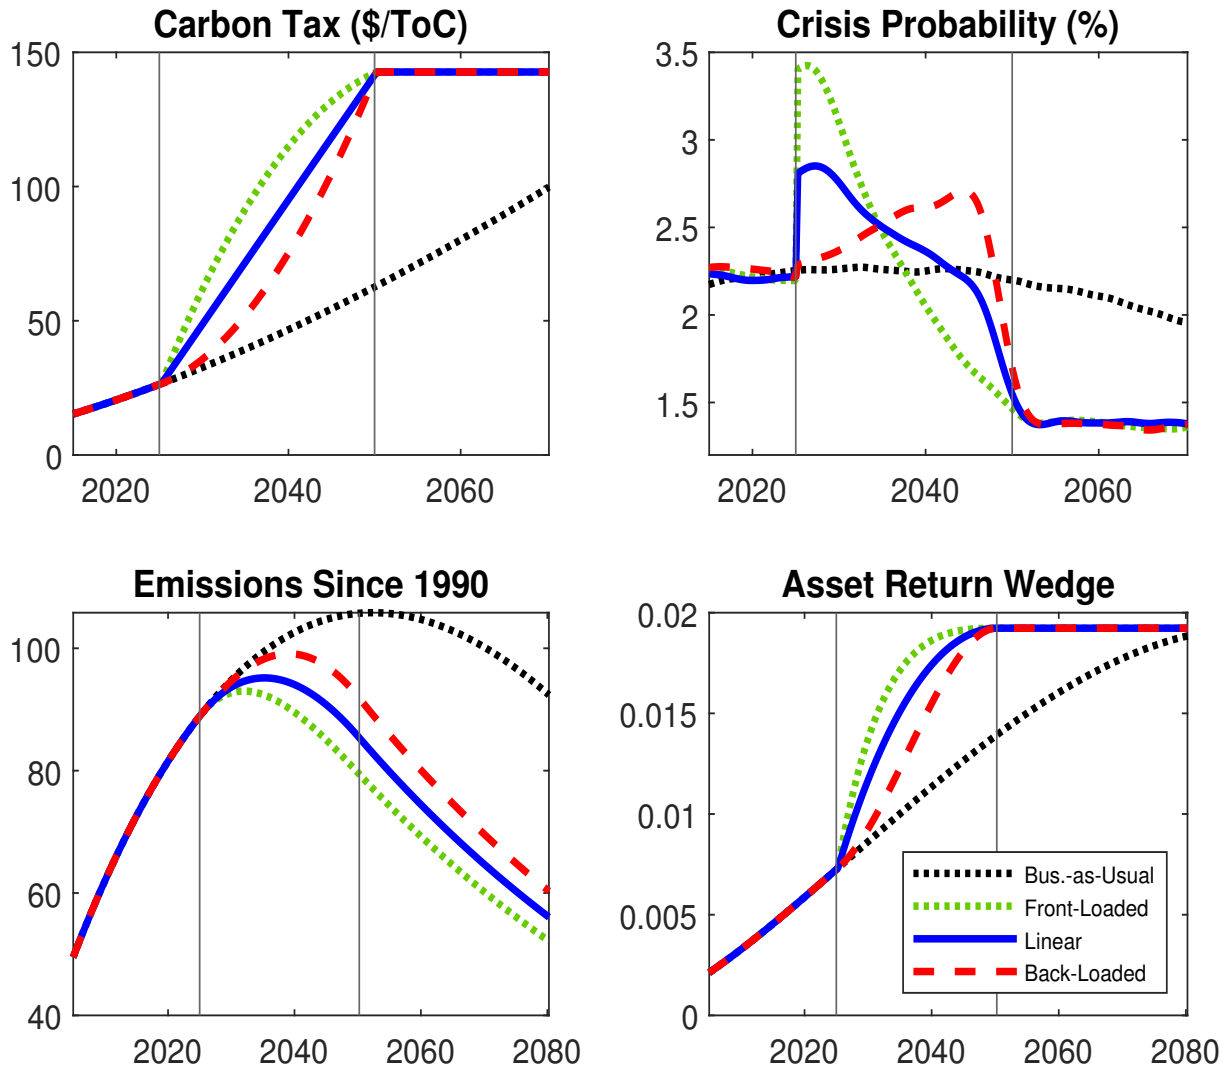 Carbon Tax ($/ToC)
150
100
50
0
2020 2040 2060
Crisis Probability (%)
3.5
3
2.5
2
1.5
2020 2040 2060
Emissions Since 1990
100
80
60
40
2020 2040 2060 2080
Asset Return Wedge
0.02
0.015
0.01
0.005
0
2020 2040 2060 2080
Bus.-as-Usual
Front-Loaded
Linear
Back-Loaded